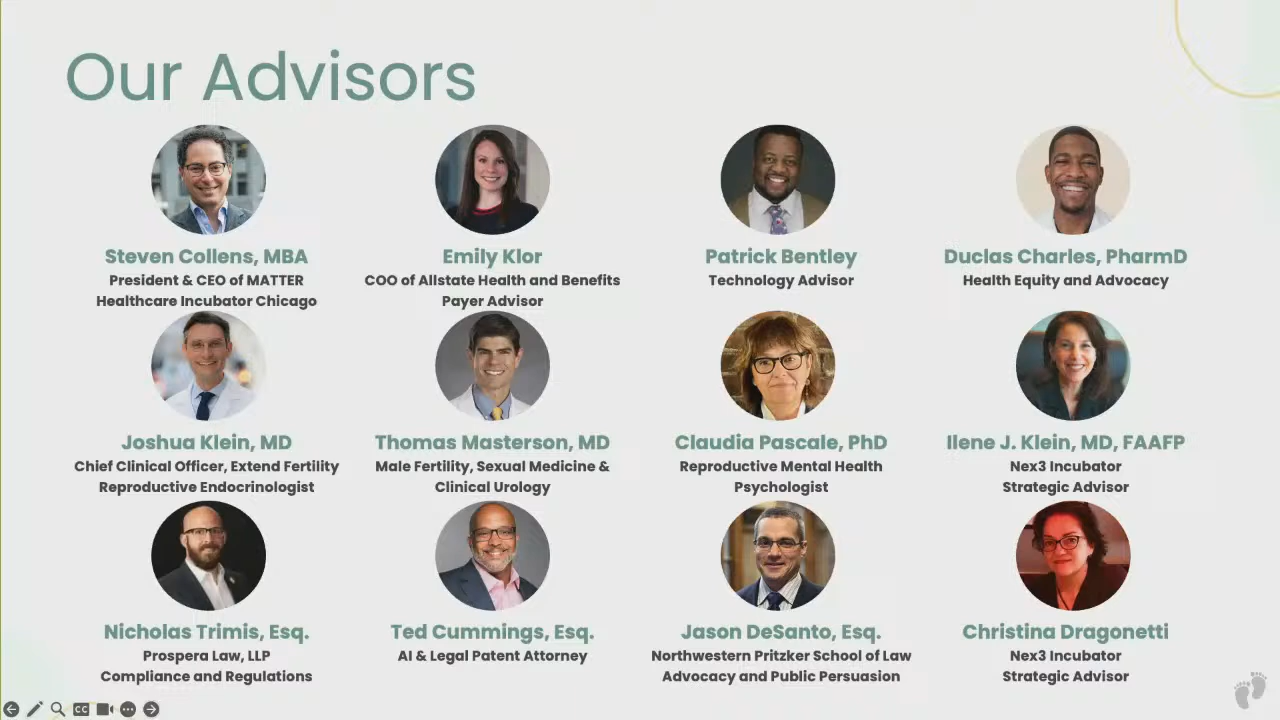 Our Advisors
Steven Collens, MBA
President & CEO of MATTER
Healthcare Incubator Chicago
Emily Klor
COO of Allstate Health and Benefits
Payer Advisor
Patrick Bentley
Technology Advisor
Duclas Charles, PharmD
Health Equity and Advocacy
Joshua Klein, MD
Chief Clinical Officer, Extend Fertility
Reproductive Endocrinologist
Thomas Masterson, MD
Male Fertility, Sexual Medicine &
Clinical Urology
Claudia Pascale, PhD
Reproductive Mental Health
Psychologist
Ilene J. Klein, MD, FAAFP
Nex3 Incubator
Strategic Advisor
Nicholas Trimis, Esq.
Prospera Law, LLP
Compliance and Regulations
Ted Cummings, Esq.
AI & Legal Patent Attorney
Jason DeSanto, Esq.
Northwestern Pritzker School of Law
Advocacy and Public Persuasion
Christina Dragonetti
Nex3 Incubator
Strategic Advisor
CC